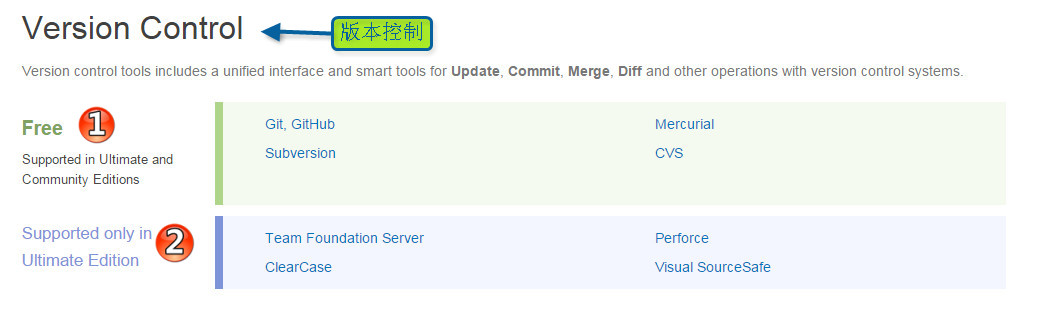 Version Control
版本控制
Version control tools includes a unified interface and smart tools for Update, Commit, Merge, Diff and other operations with version control systems.
Free
1
Supported in Ultimate and
Community Editions
Git, GitHub
Mercurial
Subversion
CVS
Supported only in
Ultimate Edition
2
Team Foundation Server
Perforce
ClearCase
Visual SourceSafe